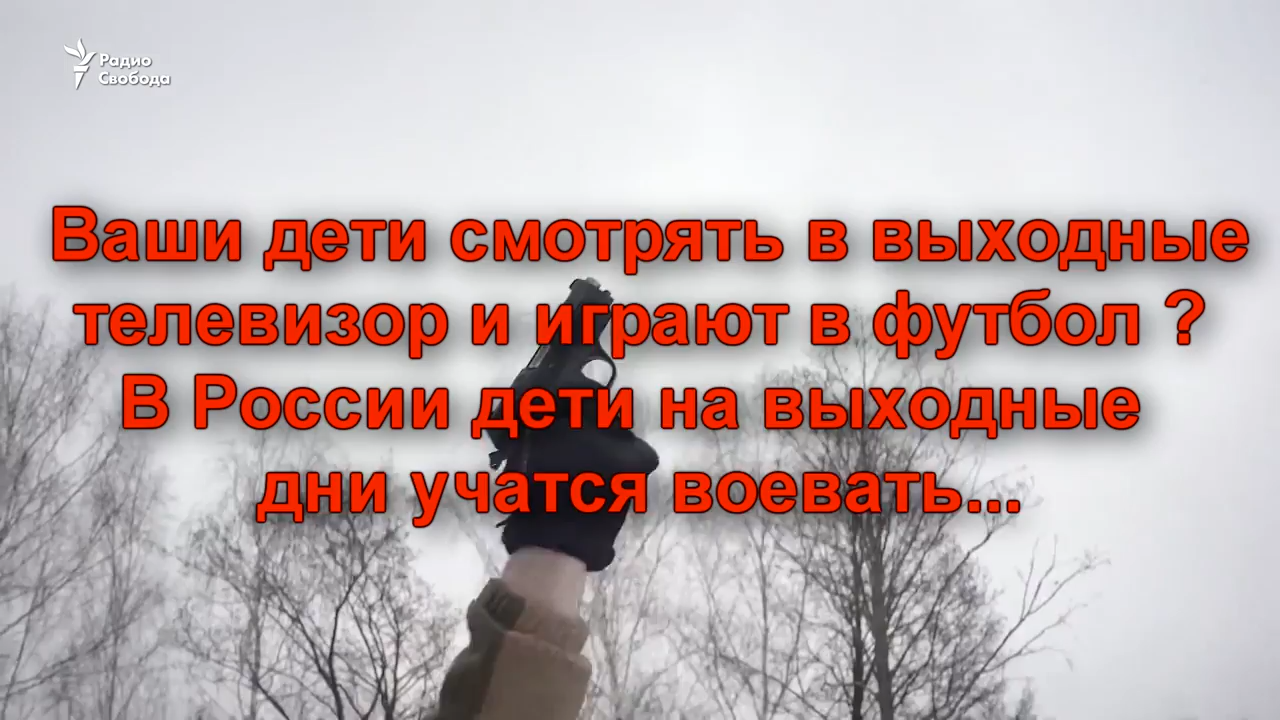 Радио
Свобода
Ваши дети смотрять в выходные
телевизор и играют в футбол ?
В России дети на выходные
дни учатся воевать...